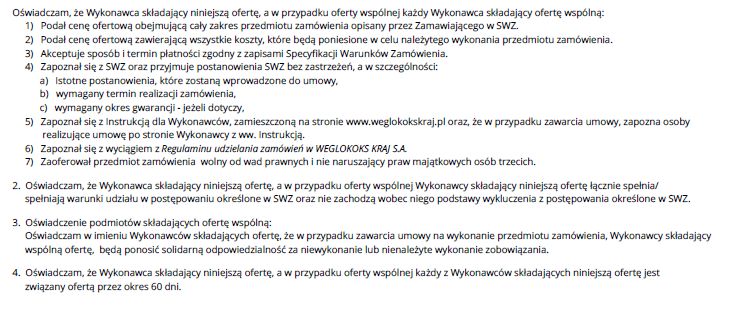 Oświadczam, że Wykonawca składający niniejszą ofertę, a w przypadku oferty wspólnej każdy Wykonawca składający ofertę wspólną:
1) Podał cenę ofertową obejmującą cały zakres przedmiotu zamówienia opisany przez Zamawiającego w SWZ.
2) Podał cenę ofertową zawierającą wszystkie koszty, które będą poniesione w celu należytego wykonania przedmiotu zamówienia.
3) Akceptuje sposób i termin płatności zgodny z zapisami Specyfikacji Warunków Zamówienia.
4) Zapoznał się z SWZ oraz przyjmuje postanowienia SWZ bez zastrzeżeń, a w szczególności:
a) Istotne postanowienia, które zostaną wprowadzone do umowy,
b) wymagany termin realizacji zamówienia,
c) wymagany okres gwarancji - jeżeli dotyczy,
5) Zapoznał się z Instrukcją dla Wykonawców, zamieszczoną na stronie www.weglokokskraj.pl oraz, że w przypadku zawarcia umowy, zapozna osoby
realizujące umowę po stronie Wykonawcy z ww. Instrukcją.
6) Zapoznał się z wyciągiem z Regulaminu udzielania zamówień w WEGLOKOKS KRAJ S.A.
7) Zaoferował przedmiot zamówienia wolny od wad prawnych i nie naruszający praw majątkowych osób trzecich.
2. Oświadczam, że Wykonawca składający niniejszą ofertę, a w przypadku oferty wspólnej Wykonawcy składający niniejszą ofertę łącznie spełnia/
spełniają warunki udziału w postępowaniu określone w SWZ oraz nie zachodzą wobec niego podstawy wykluczenia z postępowania określone w SWZ.
3. Oświadczenie podmiotów składających ofertę wspólną:
Oświadczam w imieniu Wykonawców składających ofertę, że w przypadku zawarcia umowy na wykonanie przedmiotu zamówienia, Wykonawcy składający
wspólną ofertę, będą ponosić solidarną odpowiedzialność za niewykonanie lub nienależyte wykonanie zobowiązania.
4. Oświadczam, że Wykonawca składający niniejszą ofertę, a w przypadku oferty wspólnej każdy z Wykonawców składających niniejszą ofertę jest
związany ofertą przez okres 60 dni.